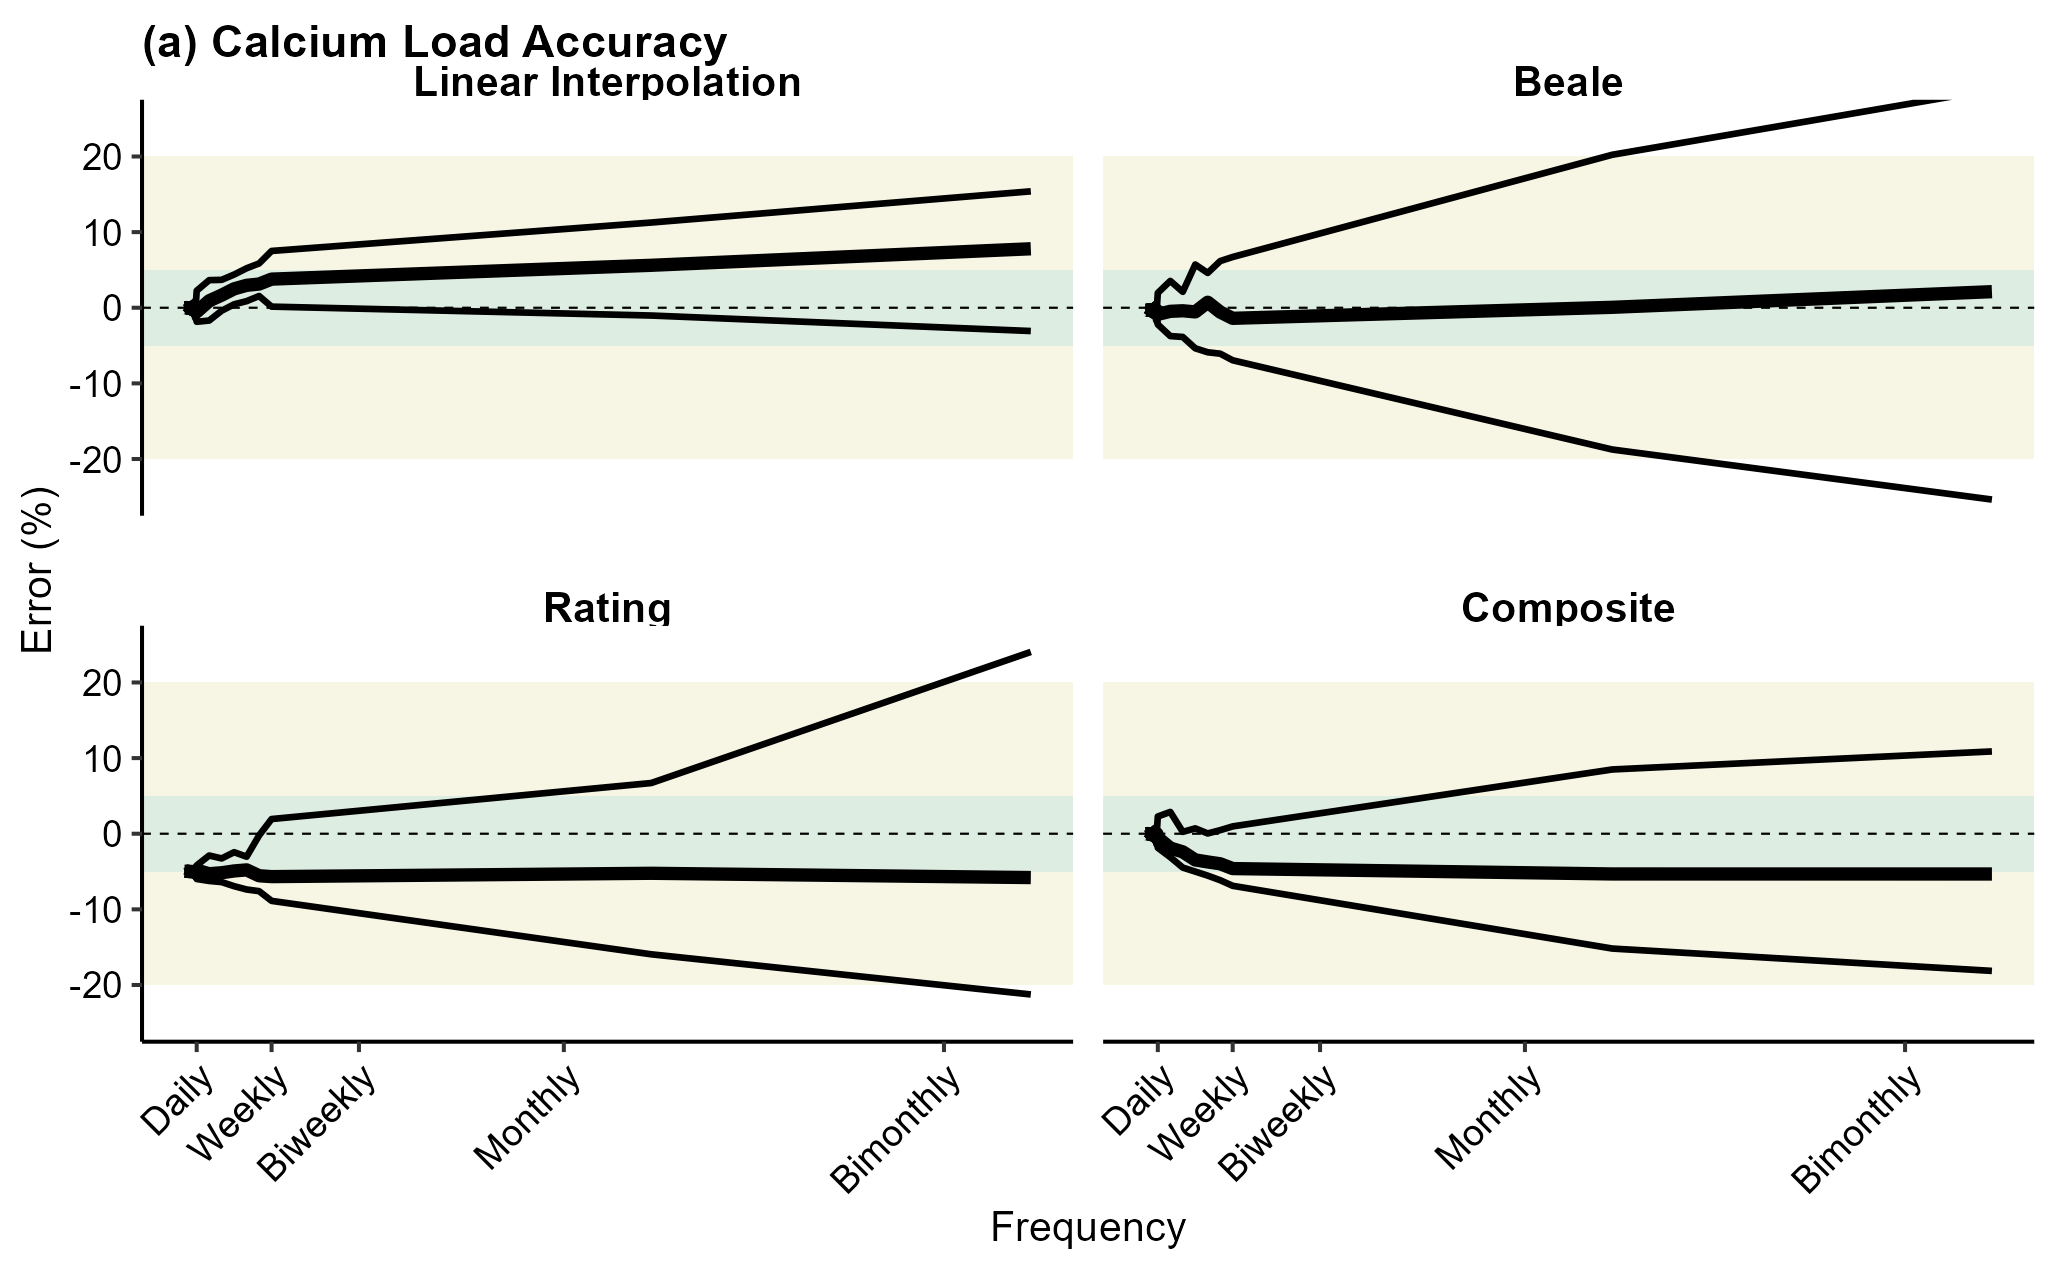 (a) Calcium Load Accuracy
Linear Interpolation
Beale
20
10
0
-10
-20
Error (%)
Rating
Composite
20
10
0
-10
-20
Daily
Weekly
Biweekly
Monthly
Bimonthly
Daily
Weekly
Biweekly
Monthly
Bimonthly
Frequency